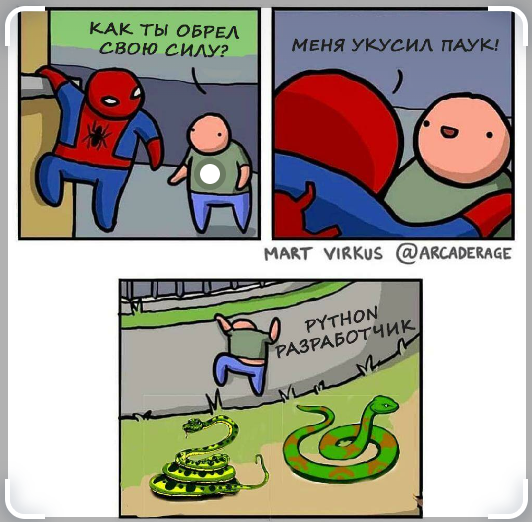 КАК ТЫ ОБРЕЛ
СВОЮ СИЛУ?
МЕНЯ УКУСИЛ ПАУК!
MART VIRKUS @ARCADERAGE
PYTHON
РАЗРАБОТЧИК